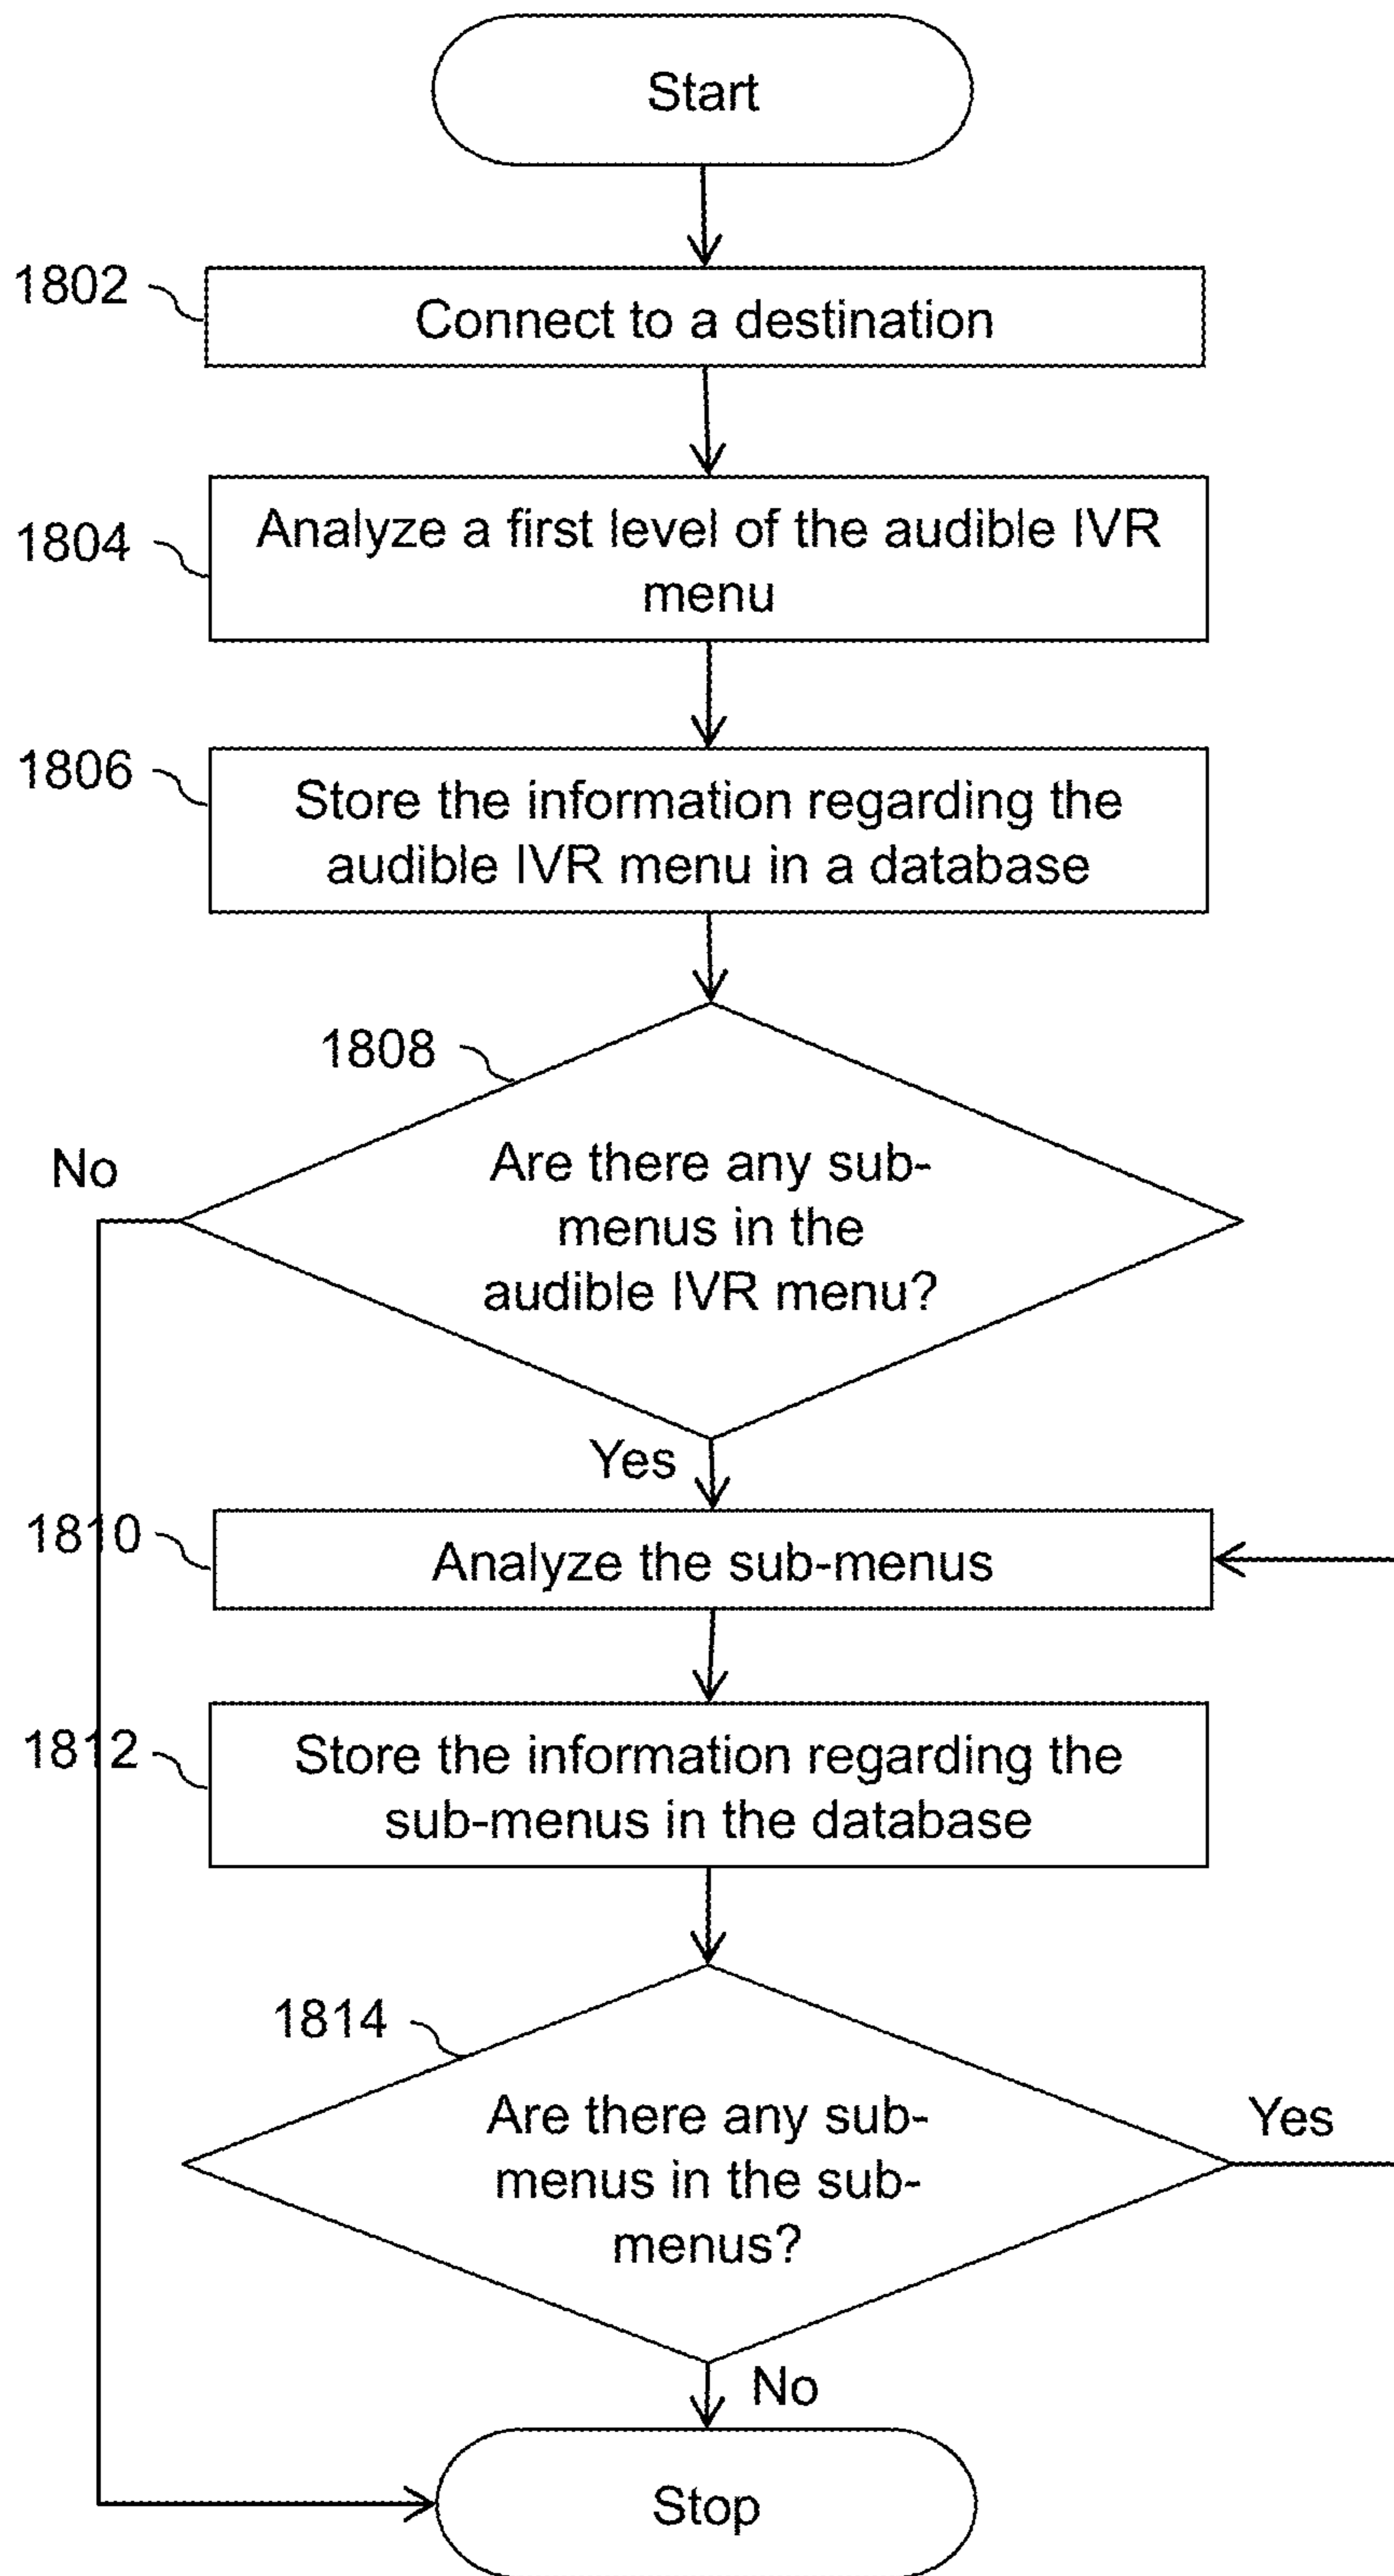 Start
1802
Connect to a destination
1804
Analyze a first level of the audible IVR
menu
1806
Store the information regarding the
audible IVR menu in a database
1808
Are there any sub-
menus in the
audible IVR menu?
No
Yes
1810
Analyze the sub-menus
1812
Store the information regarding the
sub-menus in the database
1814
Are there any sub-
menus in the sub-
menus?
Yes
No
Stop